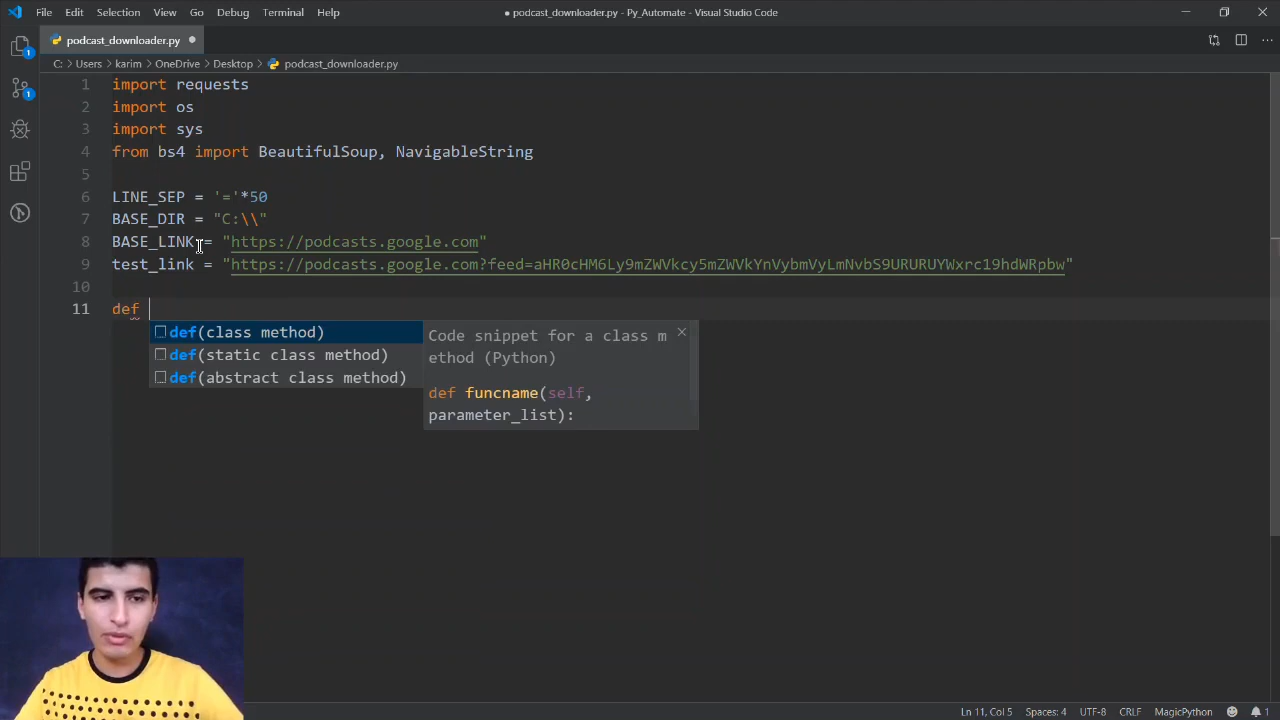 File Edit Selection View Go Debug Terminal Help
● podcast_downloader.py - Py_Automate - Visual Studio Code
podcast_downloader.py ●
C: > Users > karim > OneDrive > Desktop > podcast_downloader.py
1 import requests
2 import os
3 import sys
4 from bs4 import BeautifulSoup, NavigableString
5
6 LINE_SEP = '='*50
7 BASE_DIR = "C:\\"
8 BASE_LINK = "https://podcasts.google.com"
9 test_link = "https://podcasts.google.com?feed=aHR0cHM6Ly9mZWVkcy5mZWVkYnVybmVyLmNvbS9URURUYWxrc19hdWRpbw"
10
11 def
def(class method)
def(static class method)
def(abstract class method)
Code snippet for a class m
ethod (Python)
def funcname(self,
parameter_list):
1
1
Ln 11, Col 5 Spaces: 4 UTF-8 CRLF MagicPython 1